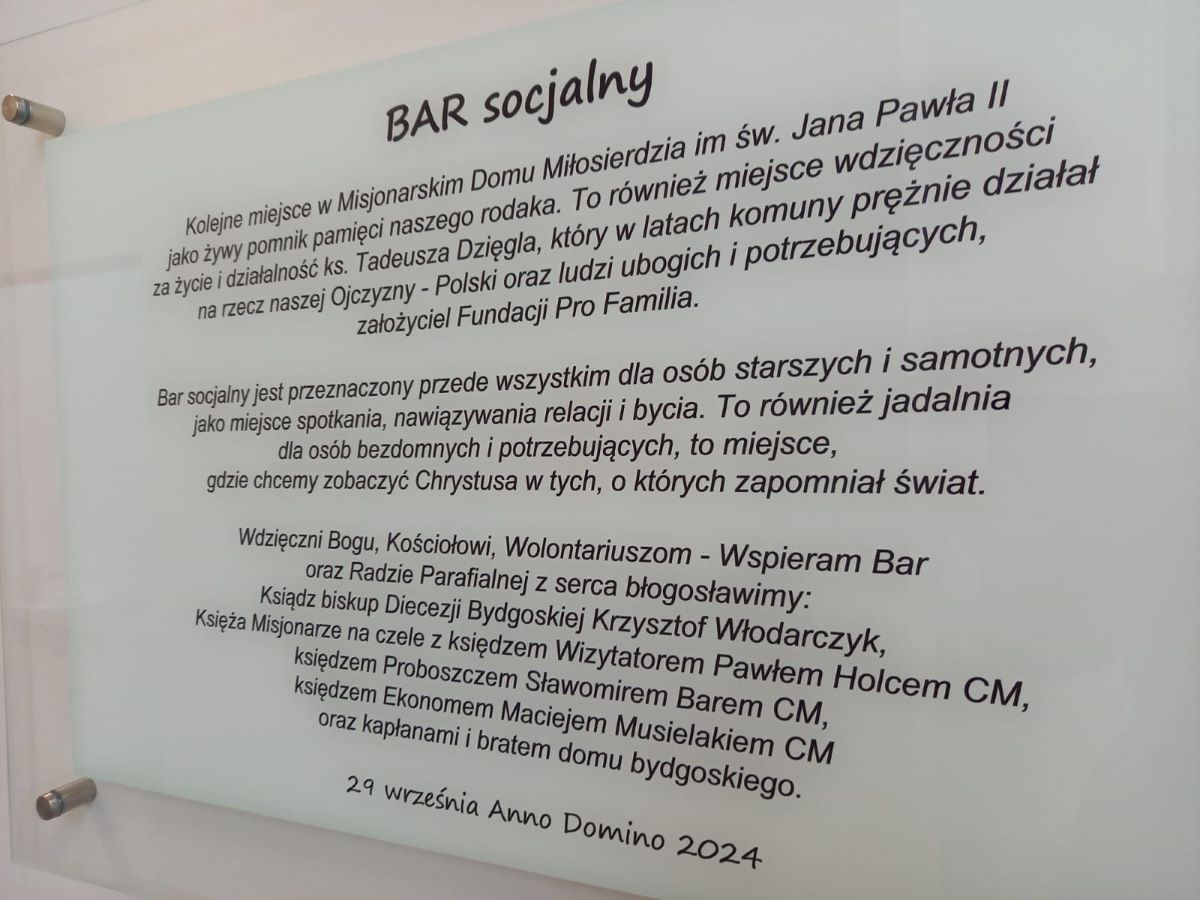 BAR socjalny
Kolejne miejsce w Misjonarskim Domu Miłosierdzia im św. Jana Pawła II
jako żywy pomnik pamięci naszego rodaka. To również miejsce wdzięczności
za życie i działalność ks. Tadeusza Dzięgla, który w latach komuny prężnie działał
na rzecz naszej Ojczyzny - Polski oraz ludzi ubogich i potrzebujących,
założyciel Fundacji Pro Familia.
Bar socjalny jest przeznaczony przede wszystkim dla osób starszych i samotnych,
jako miejsce spotkania, nawiązywania relacji i bycia. To również jadalnia
dla osób bezdomnych i potrzebujących, to miejsce,
gdzie chcemy zobaczyć Chrystusa w tych, o których zapomniał świat.
Wdzięczni Bogu, Kościołowi, Wolontariuszom - Wspieram Bar
oraz Radzie Parafialnej z serca błogosławimy:
Ksiądz biskup Diecezji Bydgoskiej Krzysztof Włodarczyk,
Księża Misjonarze na czele z księdzem Wizytatorem Pawłem Holcem CM,
księdzem Proboszczem Sławomirem Barem CM,
księdzem Ekonomem Maciejem Musielakiem CM
oraz kapłanami i bratem domu bydgoskiego.
29 września Anno Domino 2024